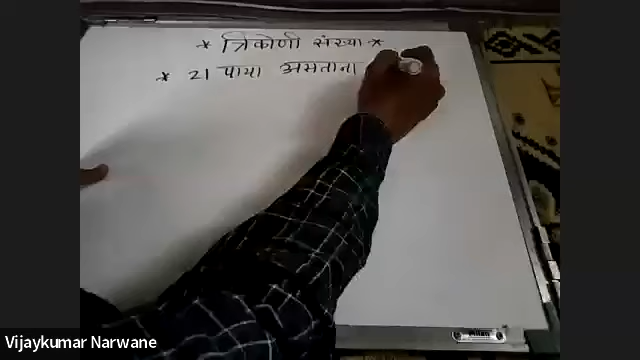 * त्रिकोणी संख्या *
* 21 पाया असताना
Vijaykumar Narwane